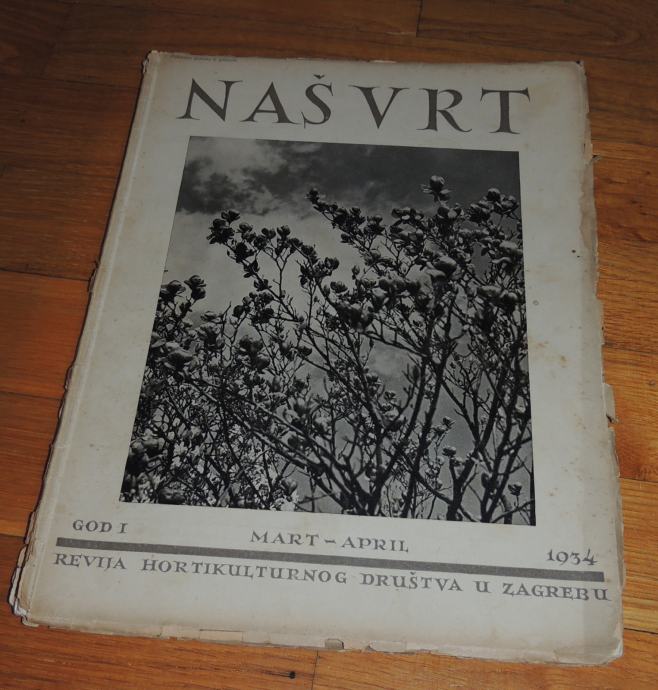 NAŠ VRT
GOD I
MART – APRIL
1934
REVIJA HORTIKULTURNOG DRUŠTVA U ZAGREBU